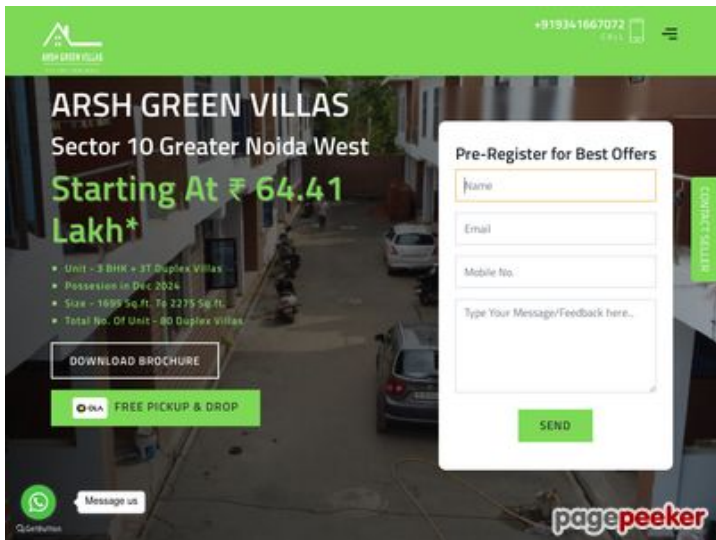 +919341667072
CALL
ARSH GREEN VILLAS
ARSH GREEN VILLAS
Sector 10 Greater Noida West
Starting At ₹ 64.41
Lakh*
Unit - 3 BHK + 3T Duplex Villas
Possesion in Dec 2024
Size - 1695 Sq.ft. To 2275 Sq.ft.
Total No. Of Unit - 80 Duplex Villas
DOWNLOAD BROCHURE
OLA FREE PICKUP & DROP
Pre-Register for Best Offers
Name
Email
Mobile No.
Type Your Message/Feedback here..
SEND
CONTACT SELLER
Message us
GetButton
pagepeeker